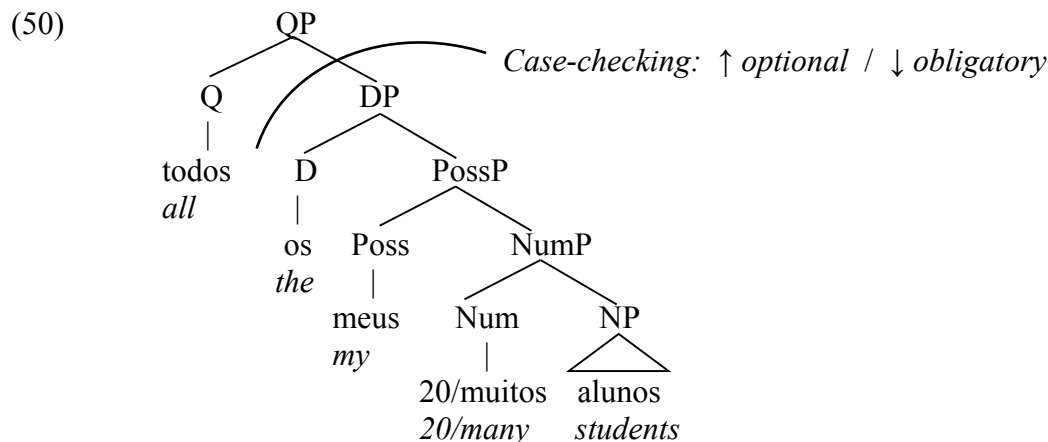 (50) QP
Case-checking: ↑ optional / ↓ obligatory
Q DP
todos D PossP
all
os Poss NumP
the
meus Num NP
my
20/muitos alunos
20/many students